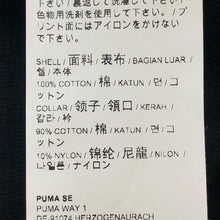 下さい / 裏返しで洗濯して下さい /
色物用洗剤を使用して下さい。/ プ
リント面にはアイロンをかけない
で下さい。
SHELL / 面料 / 表布 / BAGIAN LUAR /
쉘 / 本体
100% COTTON / 棉 / KATUN / 면 / コ
ットン
COLLAR / 领子 / 領口 / KERAH /
칼라 / 衿
90% COTTON / 棉 / KATUN / 면 / コ
ットン
10% NYLON / 锦纶 / 尼龍 / NILON /
나일론 / ナイロン
PUMA SE
PUMA WAY 1
DE-91074 HERZOGENAURACH